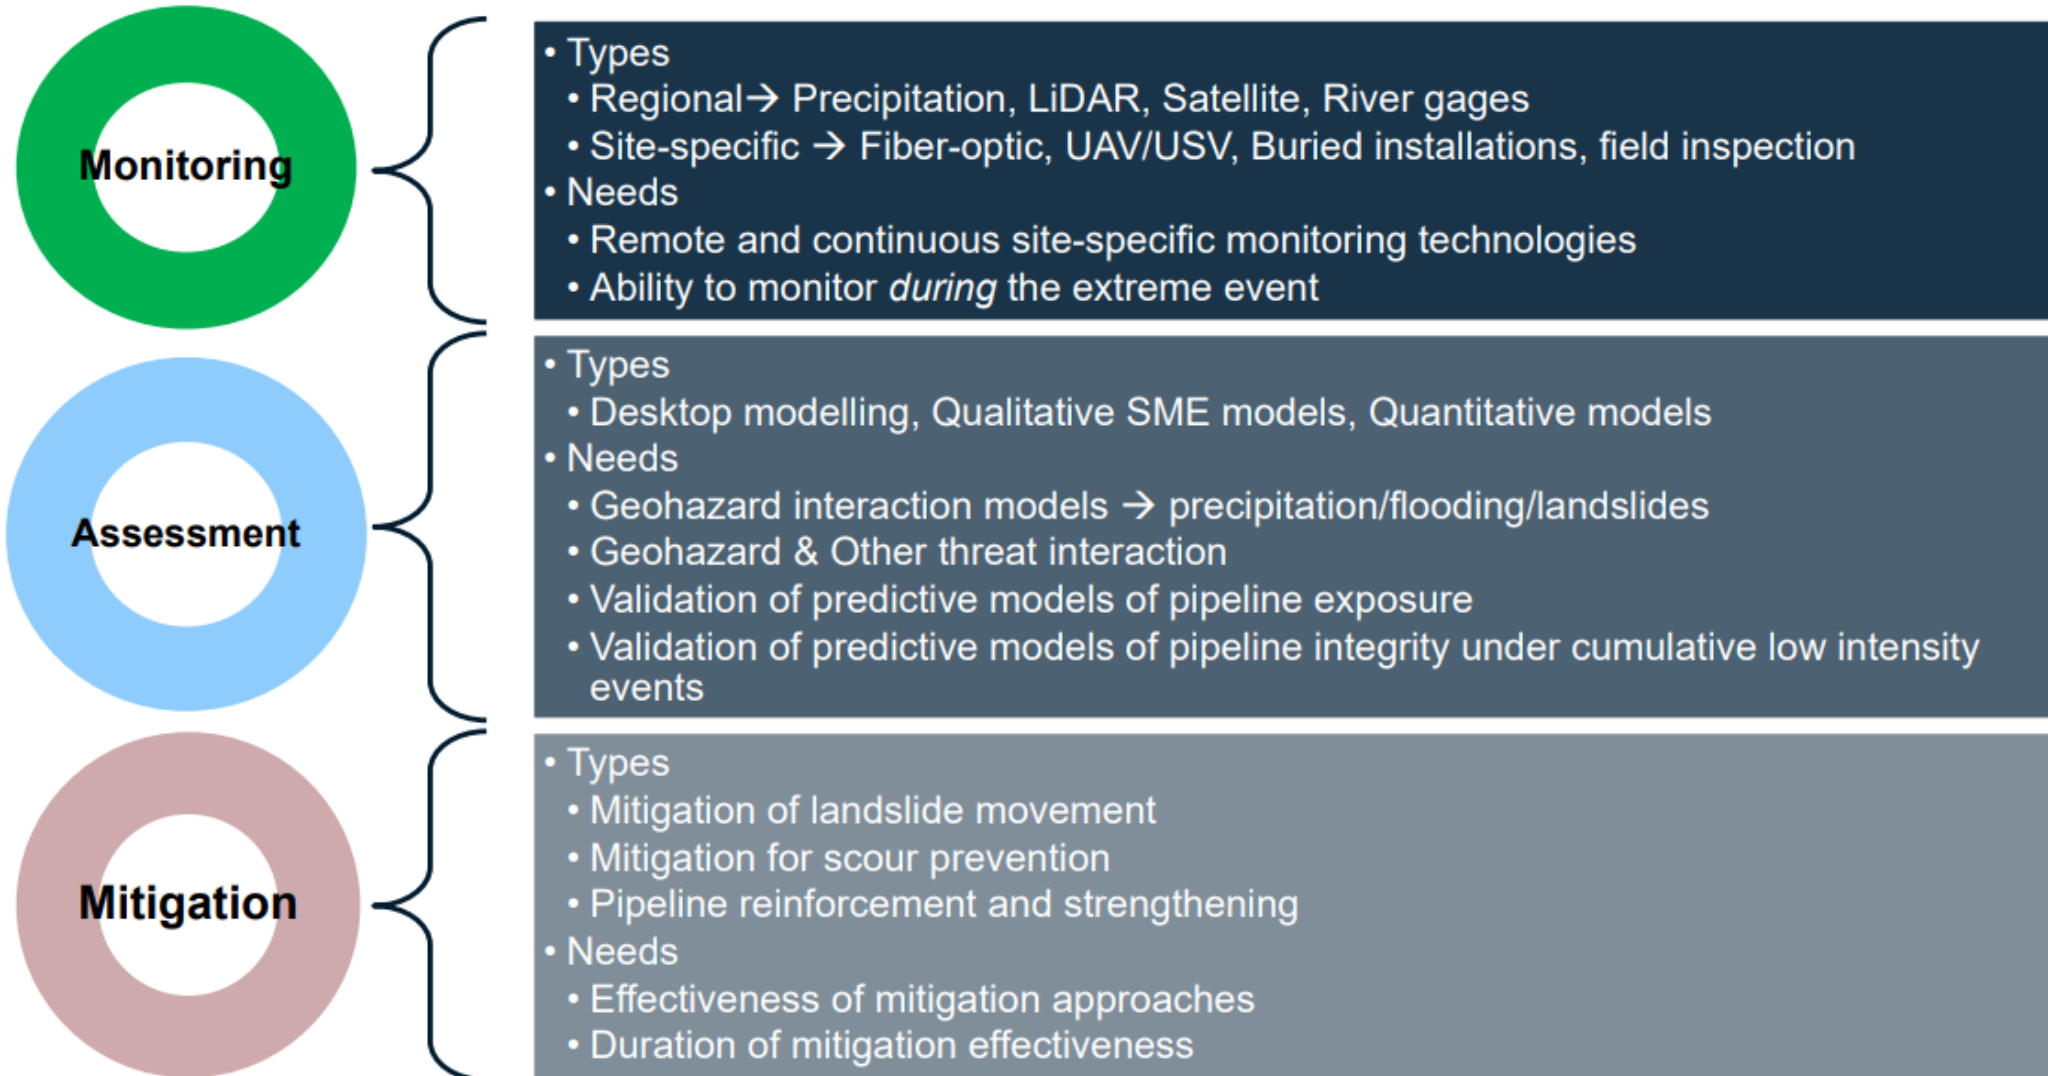 Monitoring
• Types
• Regional→ Precipitation, LiDAR, Satellite, River gages
• Site-specific → Fiber-optic, UAV/USV, Buried installations, field inspection
• Needs
• Remote and continuous site-specific monitoring technologies
• Ability to monitor during the extreme event
Assessment
• Types
• Desktop modelling, Qualitative SME models, Quantitative models
• Needs
• Geohazard interaction models → precipitation/flooding/landslides
• Geohazard & Other threat interaction
• Validation of predictive models of pipeline exposure
• Validation of predictive models of pipeline integrity under cumulative low intensity
events
Mitigation
• Types
• Mitigation of landslide movement
• Mitigation for scour prevention
• Pipeline reinforcement and strengthening
• Needs
• Effectiveness of mitigation approaches
• Duration of mitigation effectiveness